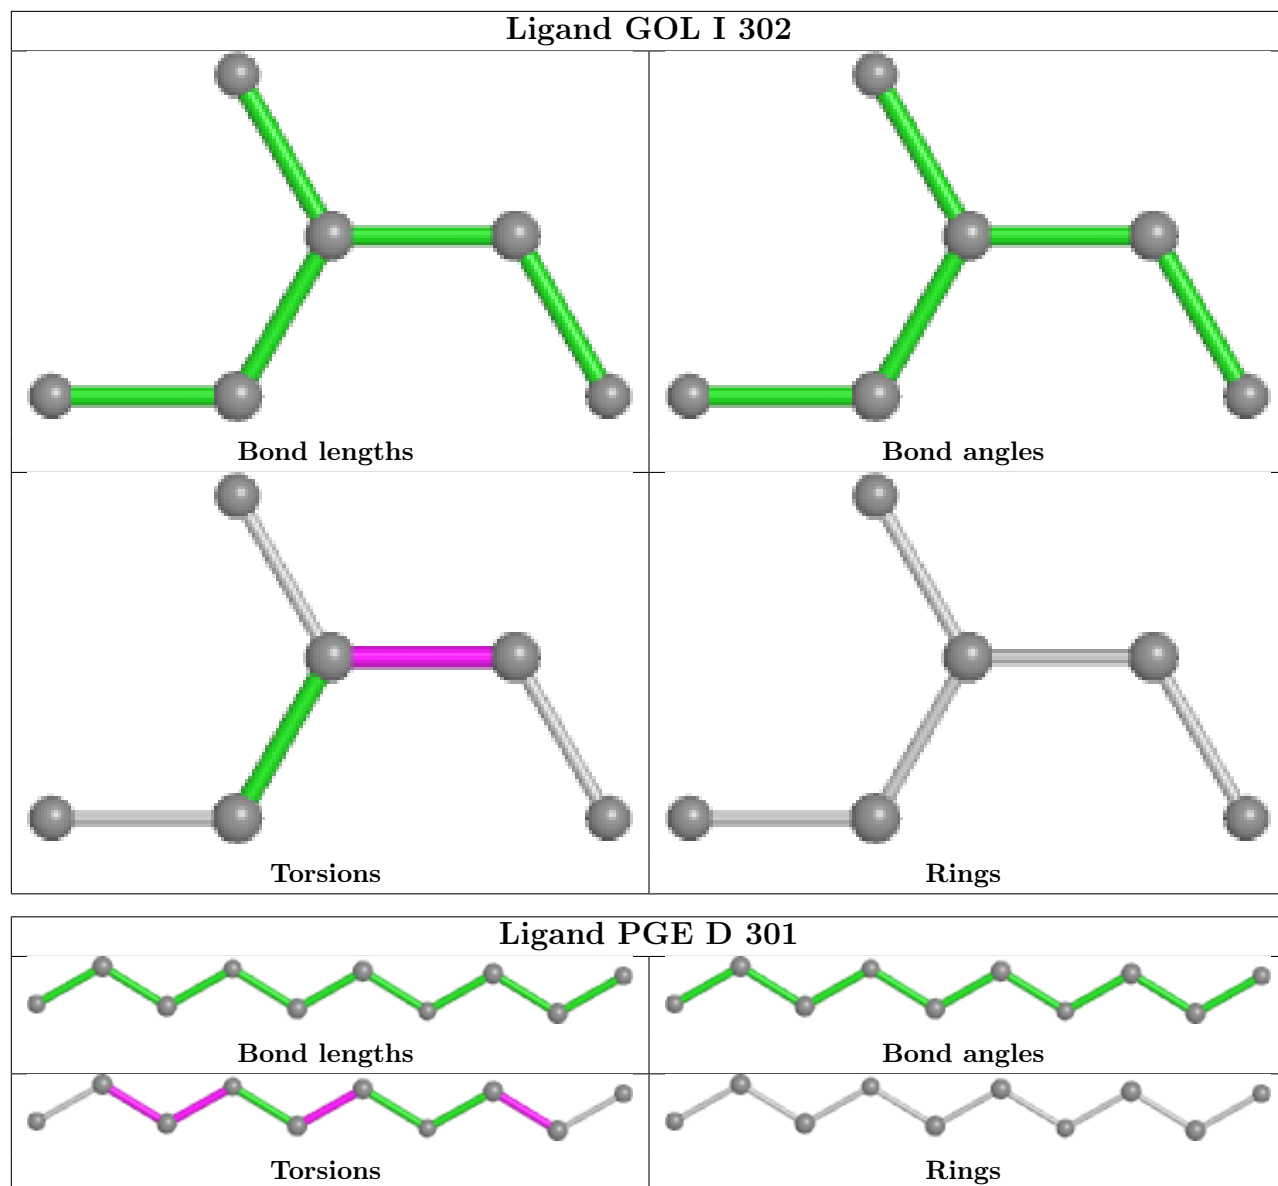 Ligand GOL I 302
Bond lengths
Bond angles
Torsions
Rings
Ligand PGE D 301
Bond lengths
Bond angles
Torsions
Rings